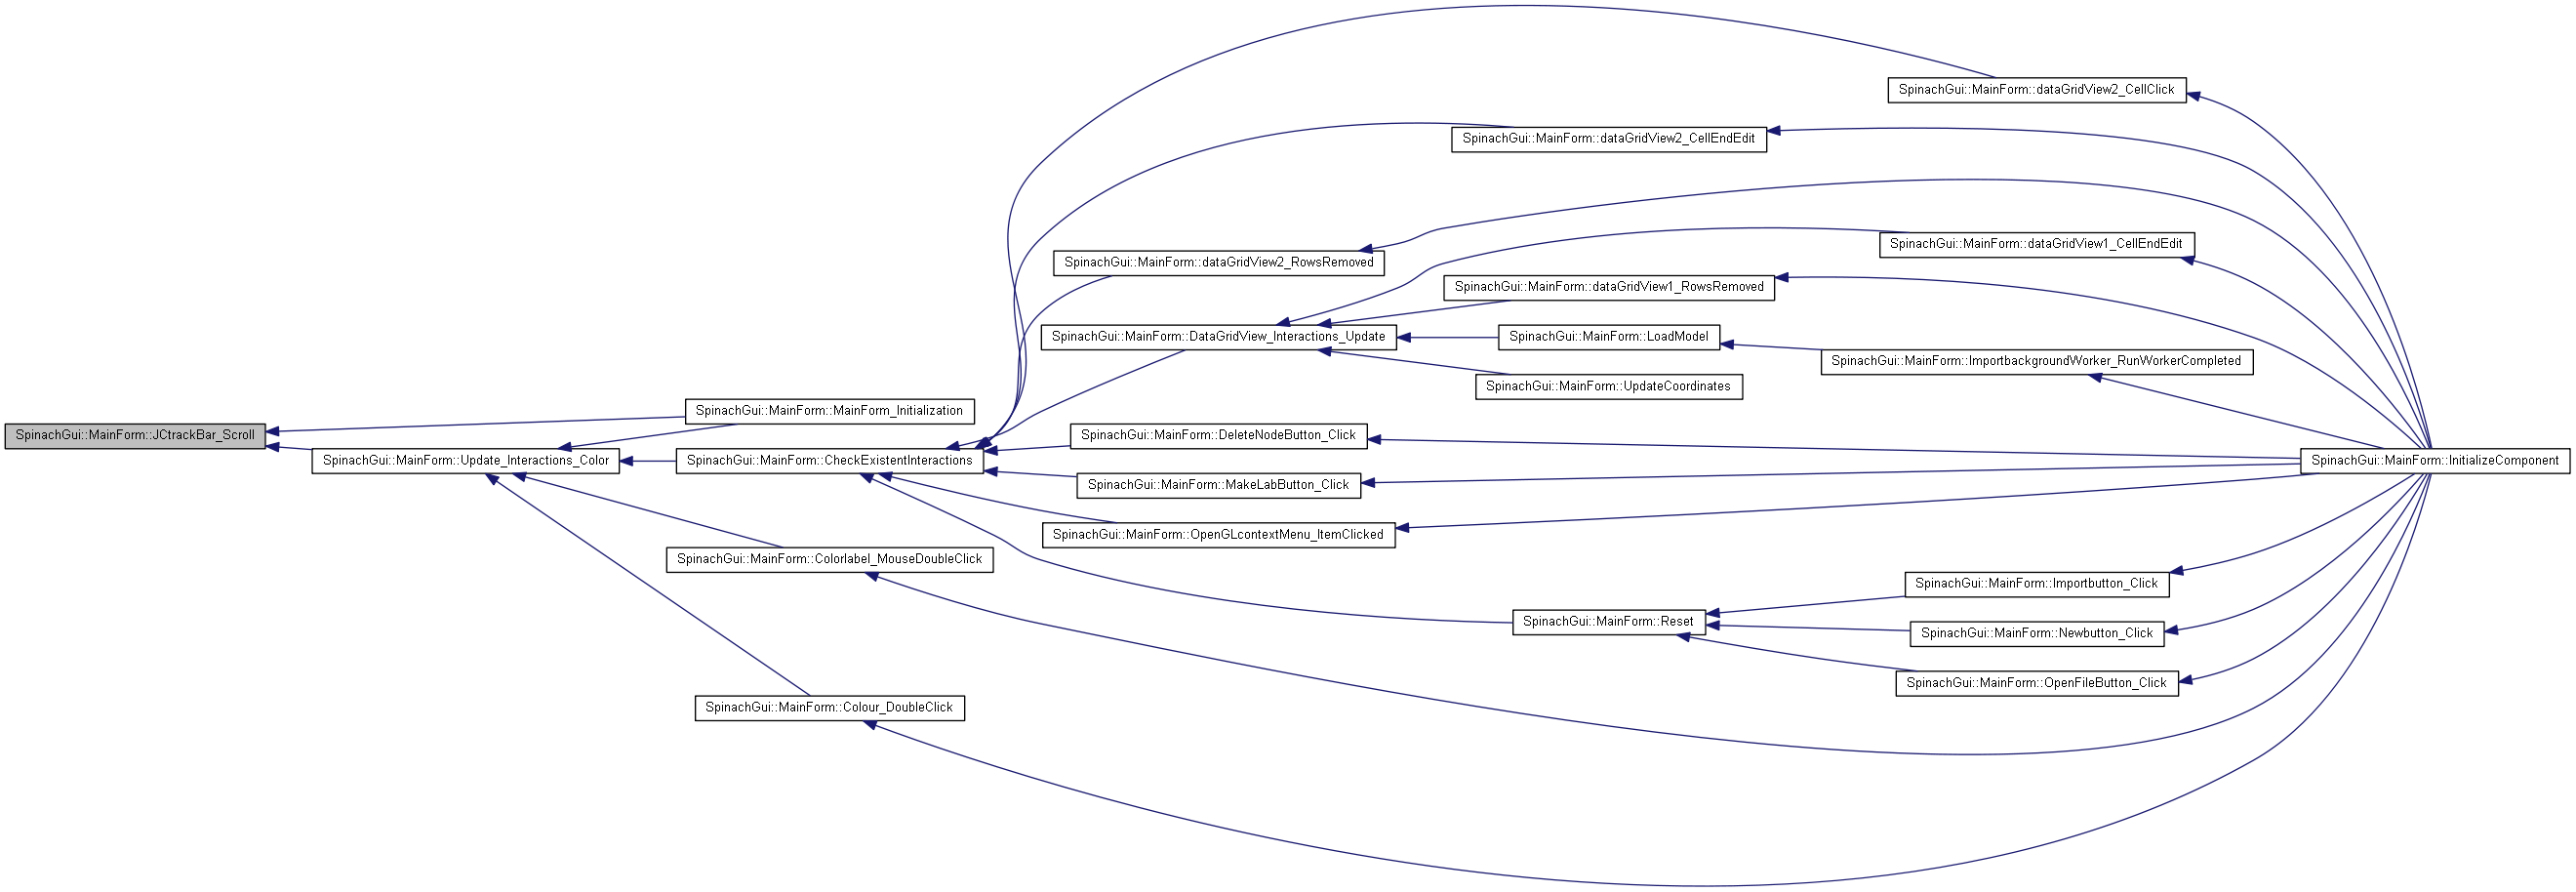 SpinachGui::MainForm::dataGridView2_CellClick
SpinachGui::MainForm::dataGridView2_CellEndEdit
SpinachGui::MainForm::dataGridView1_CellEndEdit
SpinachGui::MainForm::dataGridView2_RowsRemoved
SpinachGui::MainForm::dataGridView1_RowsRemoved
SpinachGui::MainForm::DataGridView_Interactions_Update
SpinachGui::MainForm::LoadModel
SpinachGui::MainForm::ImportbackgroundWorker_RunWorkerCompleted
SpinachGui::MainForm::UpdateCoordinates
SpinachGui::MainForm::MainForm_Initialization
SpinachGui::MainForm::JCtrackBar_Scroll
SpinachGui::MainForm::DeleteNodeButton_Click
SpinachGui::MainForm::Update_Interactions_Color
SpinachGui::MainForm::CheckExistentInteractions
SpinachGui::MainForm::InitializeComponent
SpinachGui::MainForm::MakeLabButton_Click
SpinachGui::MainForm::OpenGLcontextMenu_ItemClicked
SpinachGui::MainForm::Colorlabel_MouseDoubleClick
SpinachGui::MainForm::Importbutton_Click
SpinachGui::MainForm::Reset
SpinachGui::MainForm::Newbutton_Click
SpinachGui::MainForm::OpenFileButton_Click
SpinachGui::MainForm::Colour_DoubleClick